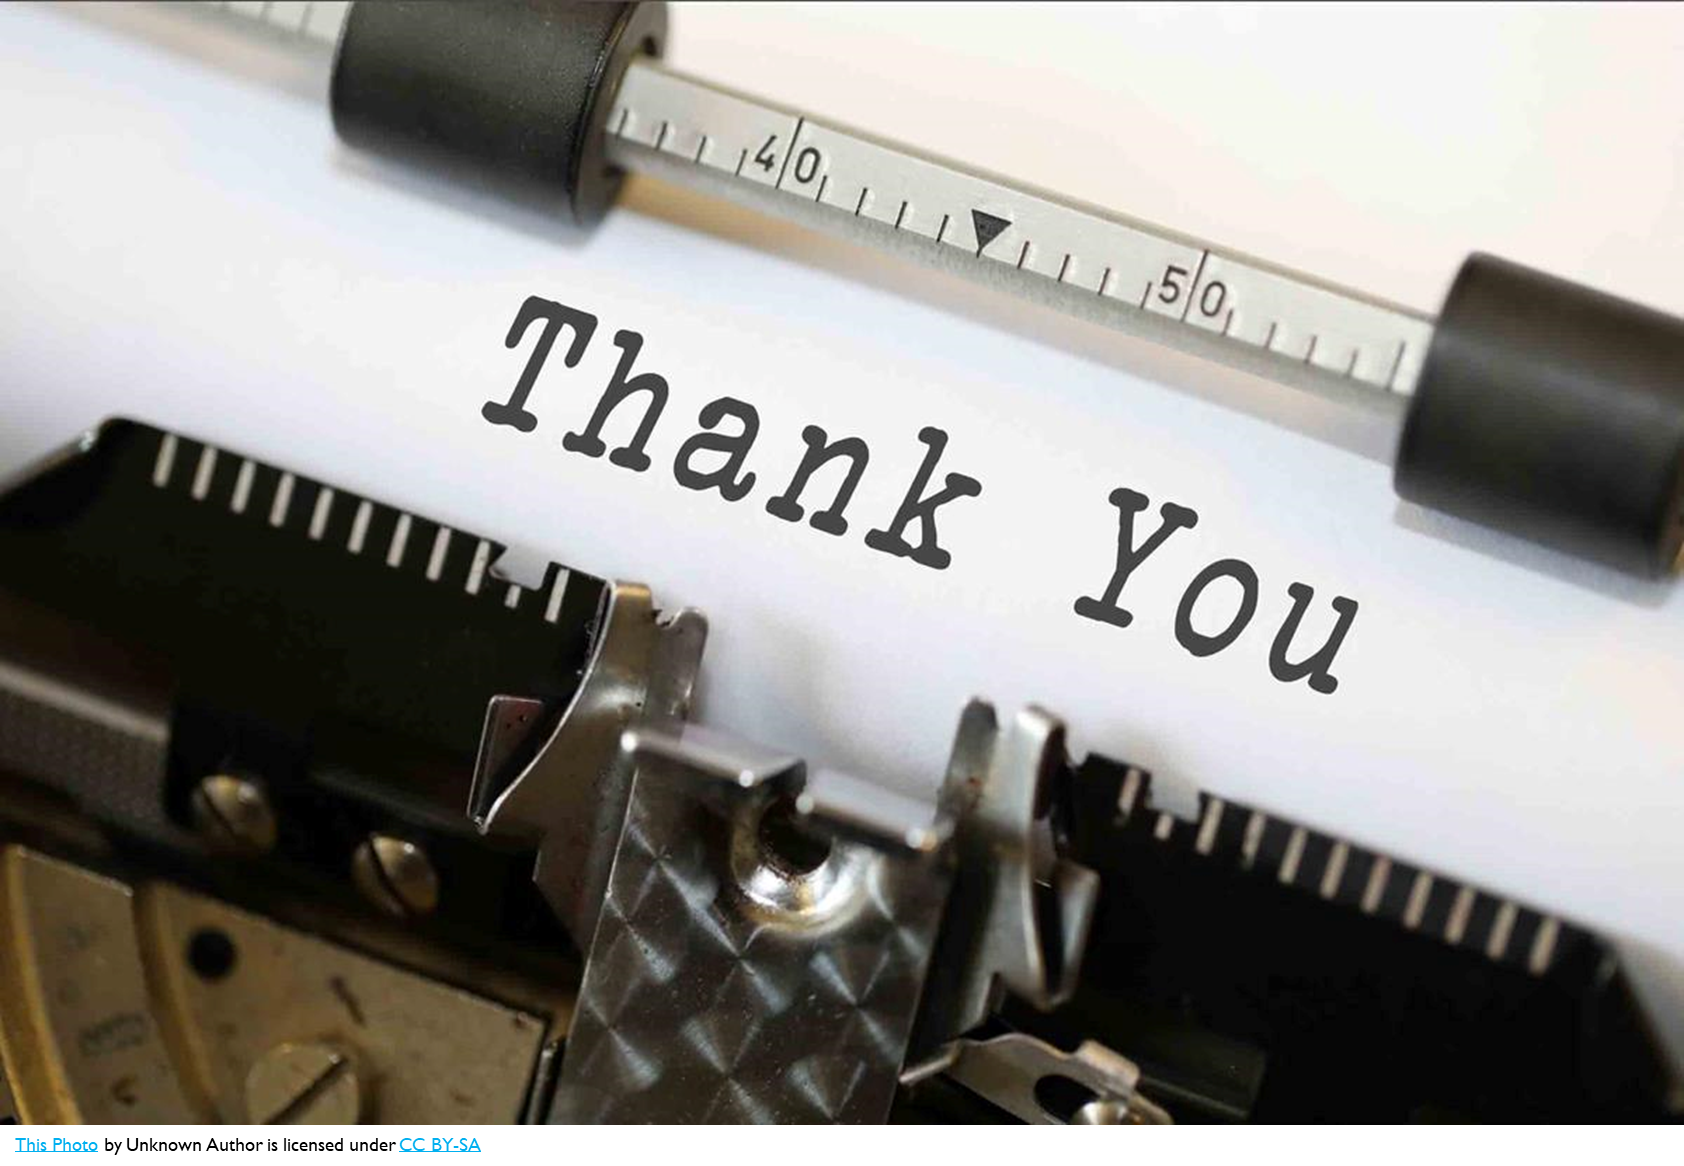 40 50
Thank You
This Photo by Unknown Author is licensed under CC BY-SA